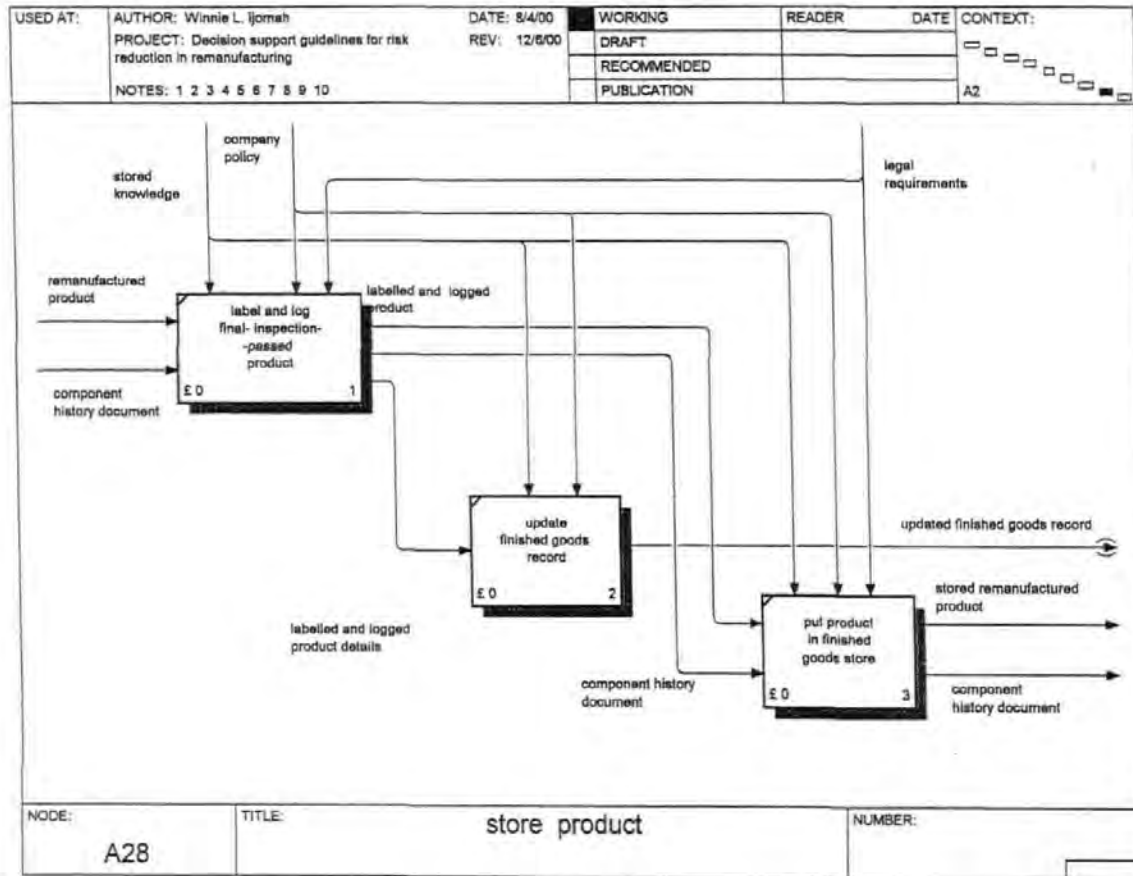 USED AT:
AUTHOR: Winnie L. Ijomah
DATE: 8/4/00
PROJECT: Decision support guidelines for risk
REV: 12/6/00
reduction in remanufacturing
NOTES: 1 2 3 4 5 6 7 8 9 10
WORKING
DRAFT
RECOMMENDED
PUBLICATION
READER DATE
CONTEXT:
A2
company
policy
stored
knowledge
legal
requirements
remanufactured
product
component
history document
label and log
final- inspection-
-passed
product
£ 0 1
labelled and logged
product
update
finished goods
record
£ 0 2
updated finished goods record
labelled and logged
product details
component history
document
put product
in finished
goods store
£ 0 3
stored remanufactured
product
component
history document
NODE:
A28
TITLE:
store product
NUMBER: